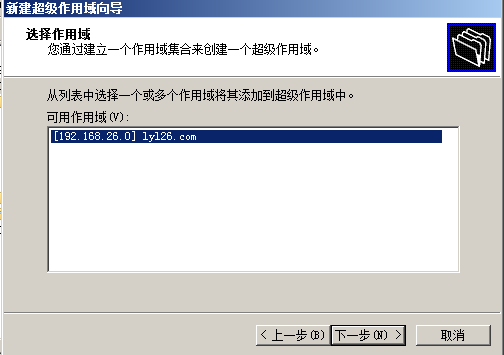 新建超级作用域向导
选择作用域
您通过建立一个作用域集合来创建一个超级作用域。
从列表中选择一个或多个作用域将其添加到超级作用域中。
可用作用域(V):
[192.168.26.0] lyl26.com
< 上一步(B) 下一步(N) > 取消